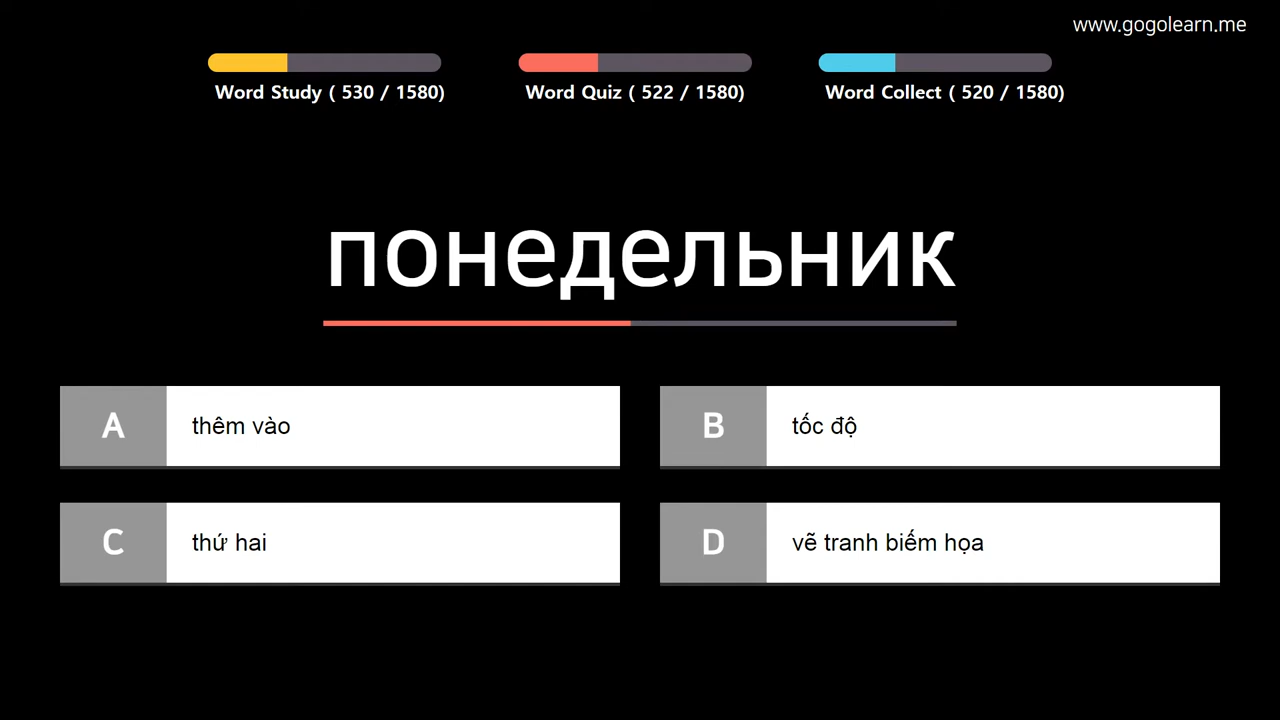 www.gogolearn.me
Word Study ( 530 / 1580)
Word Quiz ( 522 / 1580)
Word Collect ( 520 / 1580)
понедельник
A thêm vào
B tốc độ
C thứ hai
D vẽ tranh biếm họa